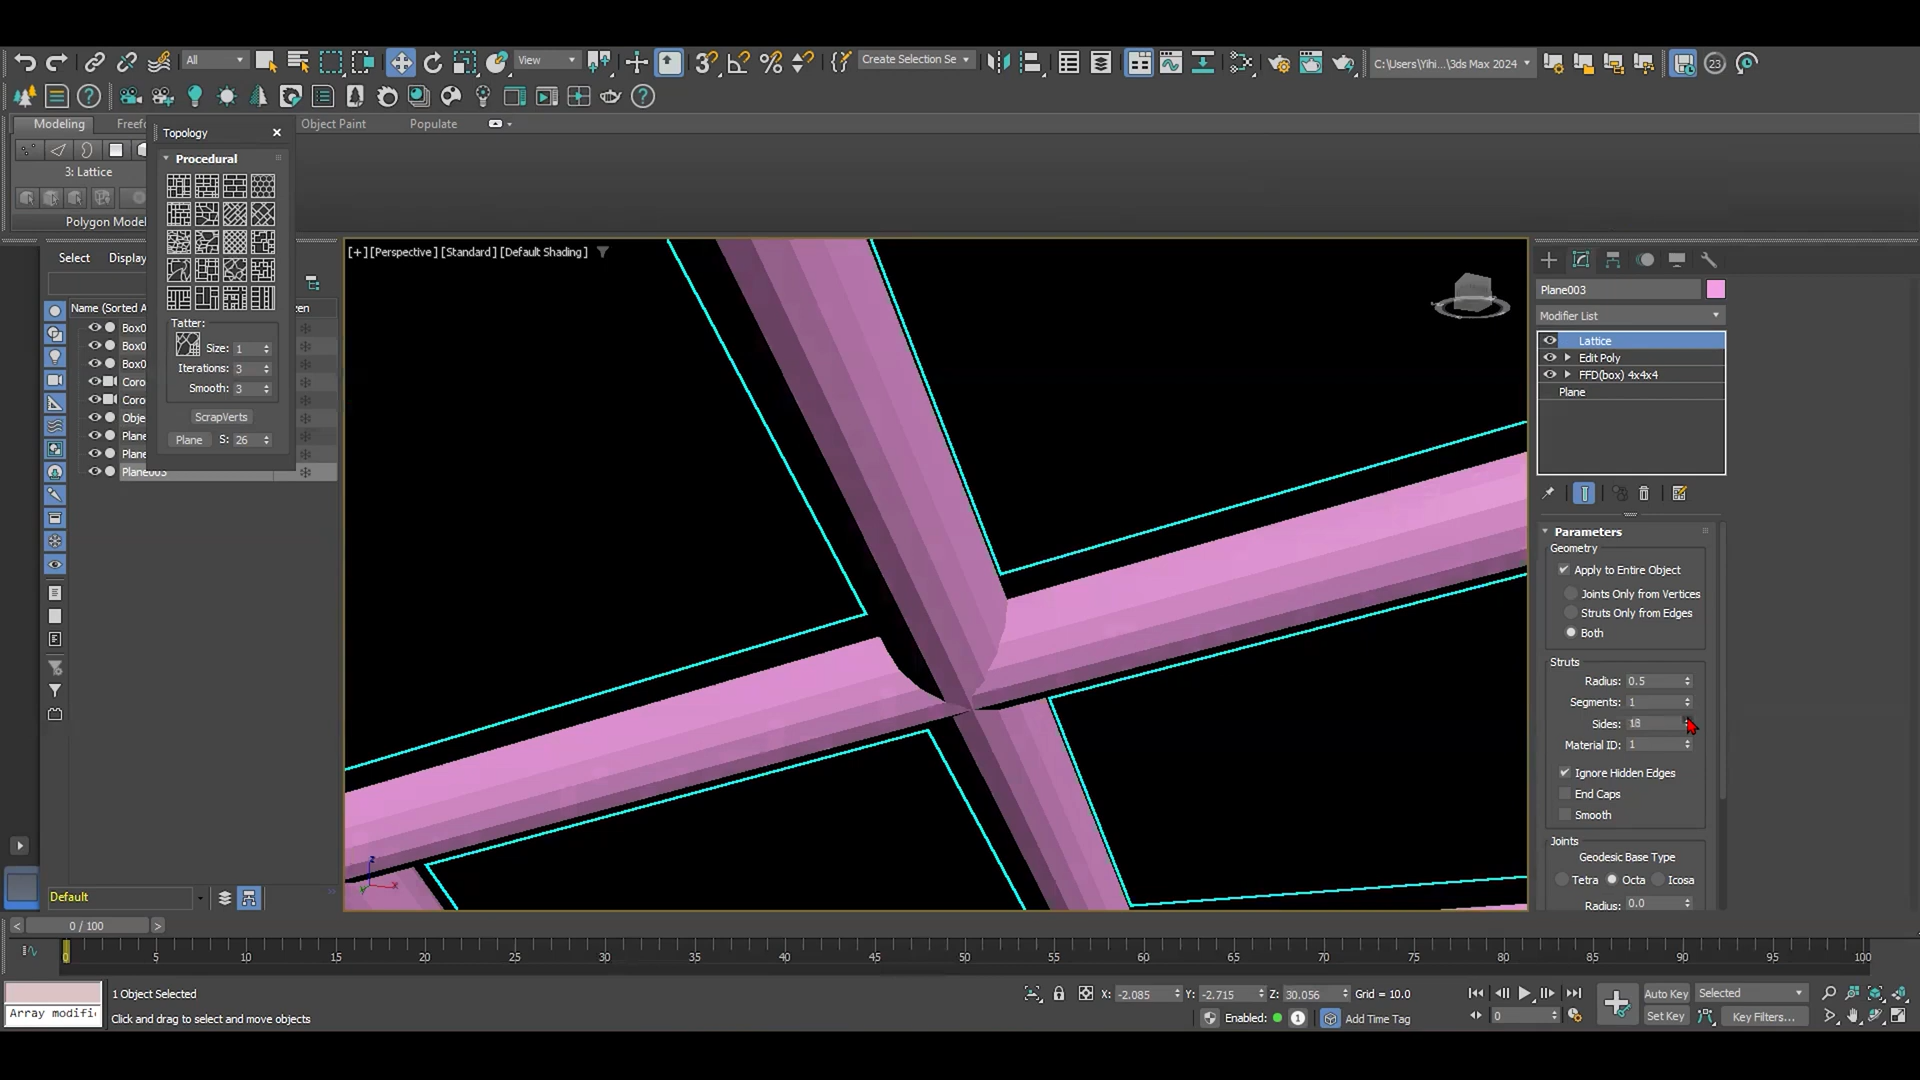 All
View
3
Create Selection Se
C:\Users\Yihi...\3ds Max 2024
23
Modeling
Freef
Object Paint
Populate
Topology
Procedural
3: Lattice
Polygon Mode
Select
Display
Name (Sorted A
zen
Box0
Box0
Box0
Coro
Coro
Obje
Plane
Plane
Plane003
Tatter:
Size: 1
Iterations: 3
Smooth: 3
ScrapVerts
Plane S: 26
[+] [Perspective] [Standard] [Default Shading]
z
x
y
Plane003
Modifier List
Lattice
Edit Poly
FFD(box) 4x4x4
Plane
Parameters
Geometry
Apply to Entire Object
Joints Only from Vertices
Struts Only from Edges
Both
Struts
Radius: 0.5
Segments: 1
Sides: 18
Material ID: 1
Ignore Hidden Edges
End Caps
Smooth
Joints
Geodesic Base Type
Tetra Octa Icosa
Radius: 0.0
Default
0 / 100
0 5 10 15 20 25 30 35 40 45 50 55 60 65 70 75 80 85 90 95 100
1 Object Selected
X: -2.085 Y: -2.715 Z: 30.056 Grid = 10.0
Auto Key Selected
Array modifi
Click and drag to select and move objects
Enabled: 1 Add Time Tag
0
Set Key Key Filters...